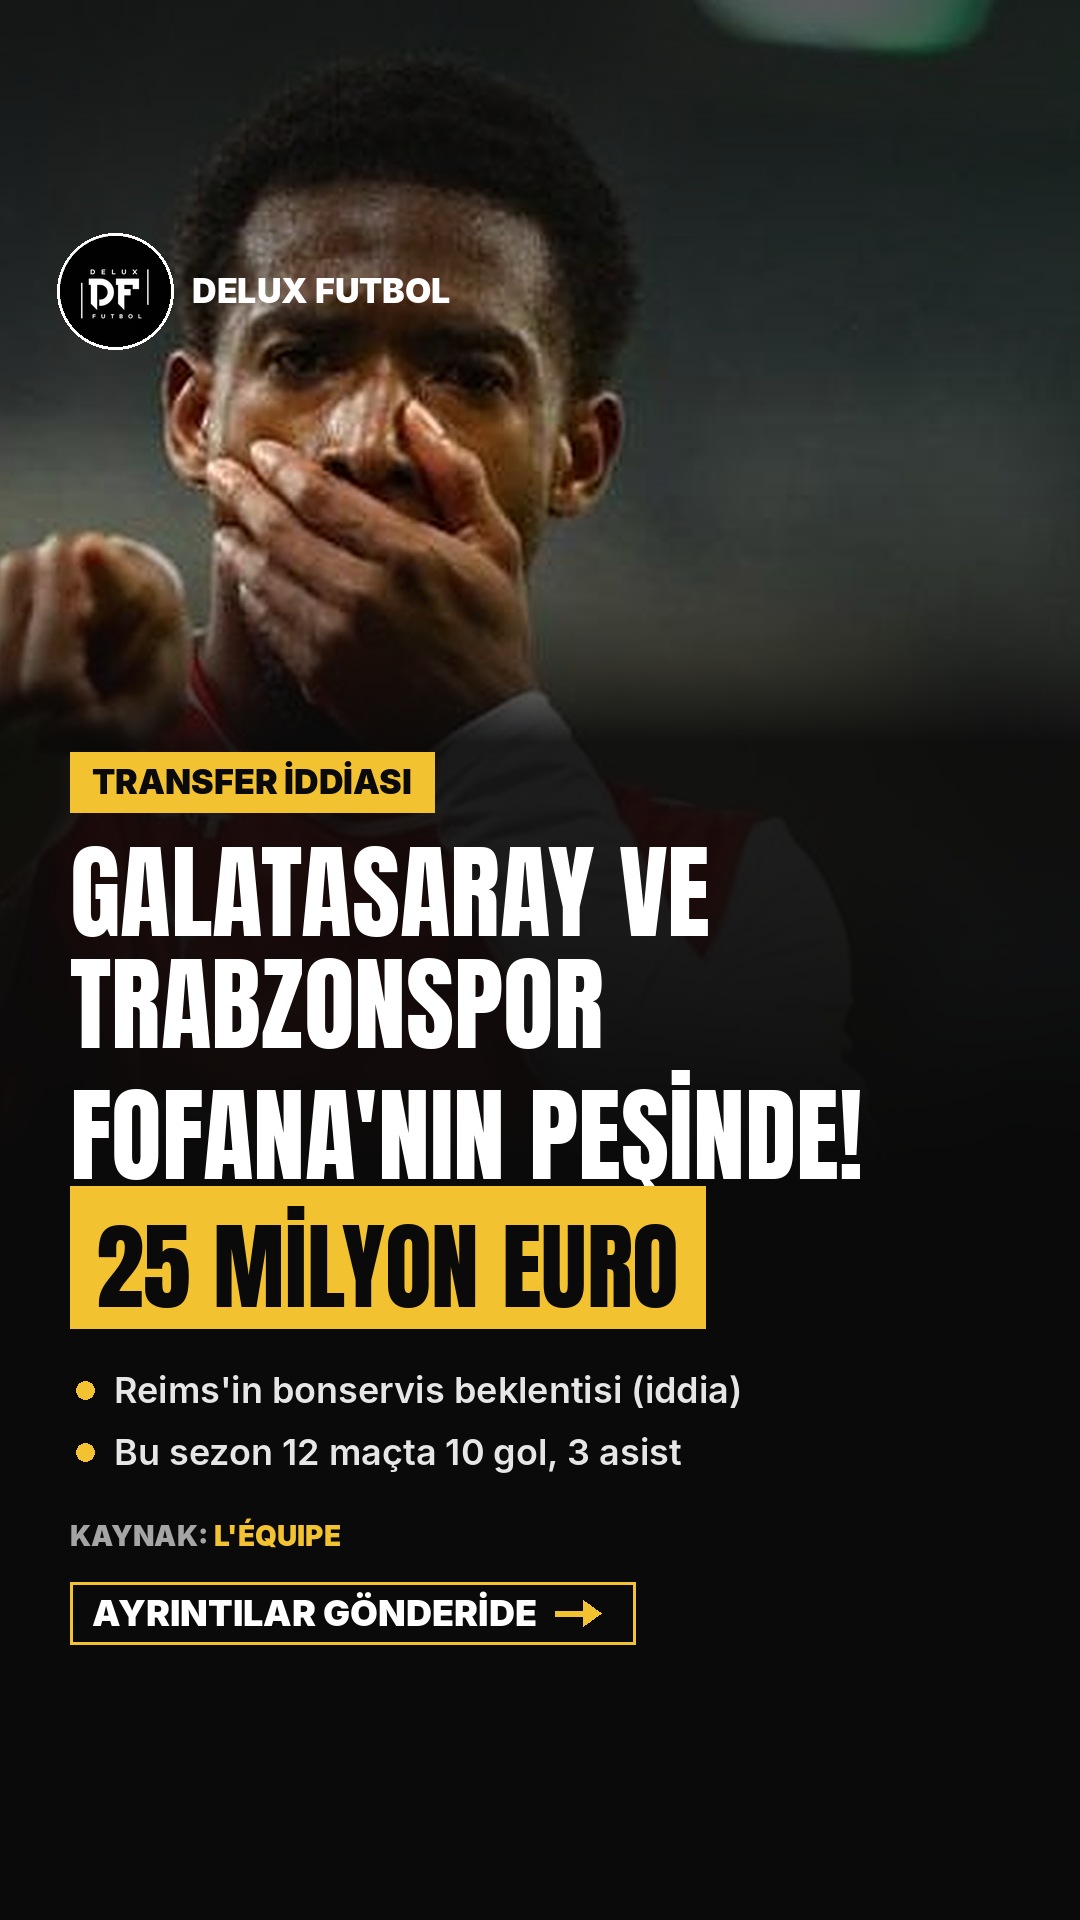 DELUX
DF
FUTBOL
DELUX FUTBOL
TRANSFER İDDİASI
GALATASARAY VE
TRABZONSPOR
FOFANA'NIN PEŞİNDE!
25 MİLYON EURO
Reims'in bonservis beklentisi (iddia)
Bu sezon 12 maçta 10 gol, 3 asist
KAYNAK: L'ÉQUIPE
AYRINTILAR GÖNDERİDE